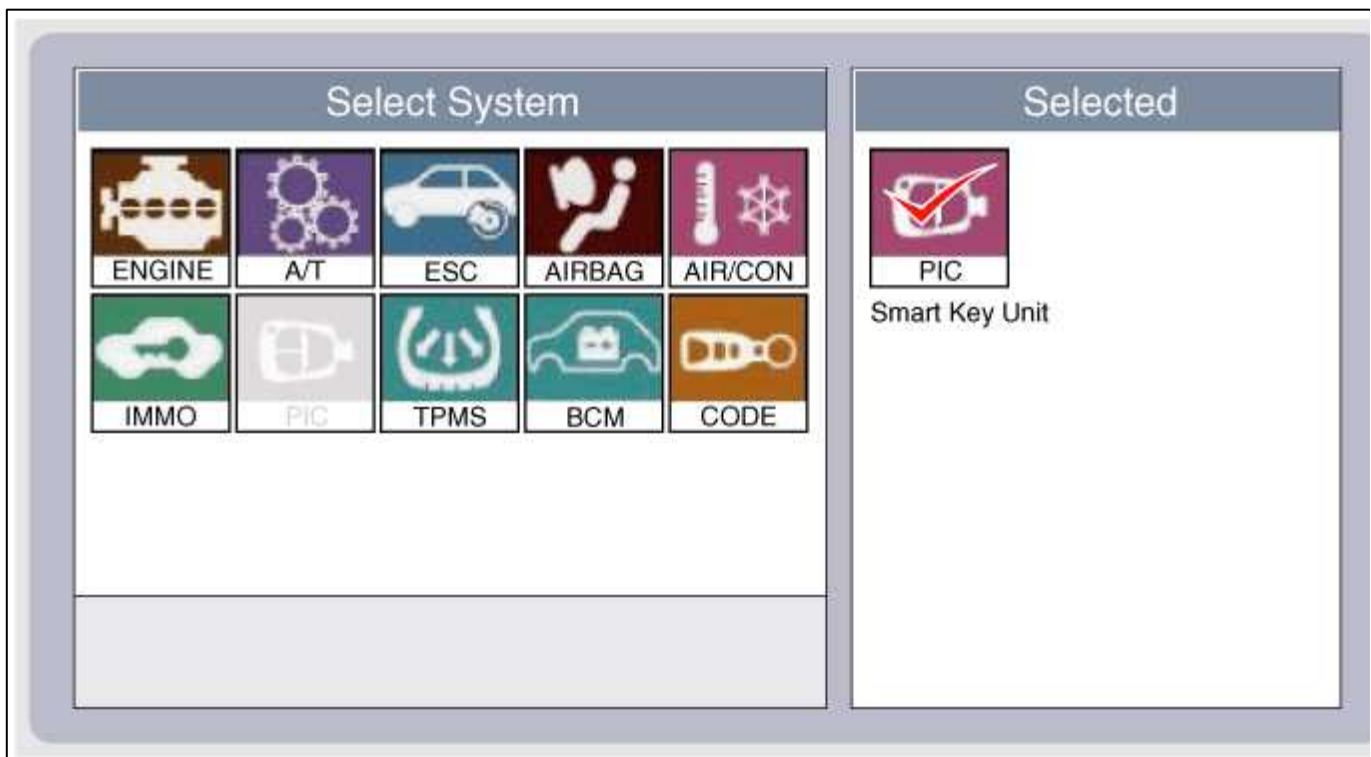 Select System
Selected
ENGINE A/T ESC AIRBAG AIR/CON
PIC
Smart Key Unit
IMMO PIC TPMS BCM CODE